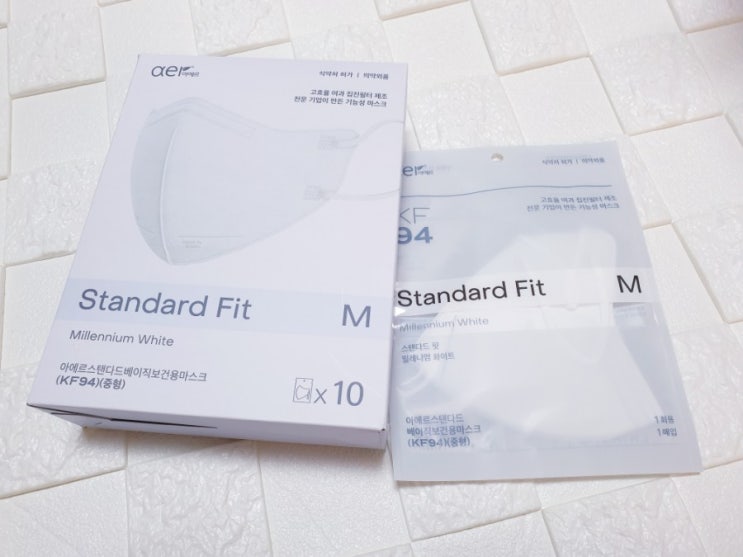 aer 아에르
식약처 허가 | 의약외품
고효율 여과 집진필터 제조
전문 기업이 만든 기능성 마스크
Standard Fit
M
Millennium White
아에르스탠다드베이직보건용마스크
(KF94)(중형)
x 10
er 아에르
식약처 허가 | 의약외품
고효율 여과 집진필터 제조
전문 기업이 만든 기능성 마스크
KF
94
Standard Fit
M
Millennium White
스탠다드 핏
밀레니엄 화이트
아에르스탠다드
베이직보건용마스크
(KF94)(중형)
1회용
1매입